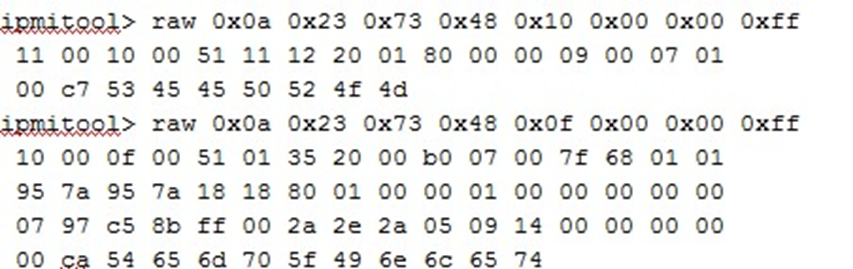 ipmitool> raw 0x0a 0x23 0x73 0x48 0x10 0x00 0x00 0xff
11 00 10 00 51 11 12 20 01 80 00 00 09 00 07 01
00 c7 53 45 45 50 52 4f 4d
ipmitool> raw 0x0a 0x23 0x73 0x48 0x0f 0x00 0x00 0xff
10 00 0f 00 51 01 35 20 00 b0 07 00 7f 68 01 01
95 7a 95 7a 18 18 80 01 00 00 01 00 00 00 00 00
07 97 c5 8b ff 00 2a 2e 2a 05 09 14 00 00 00 00
00 ca 54 65 6d 70 5f 49 6e 6c 65 74